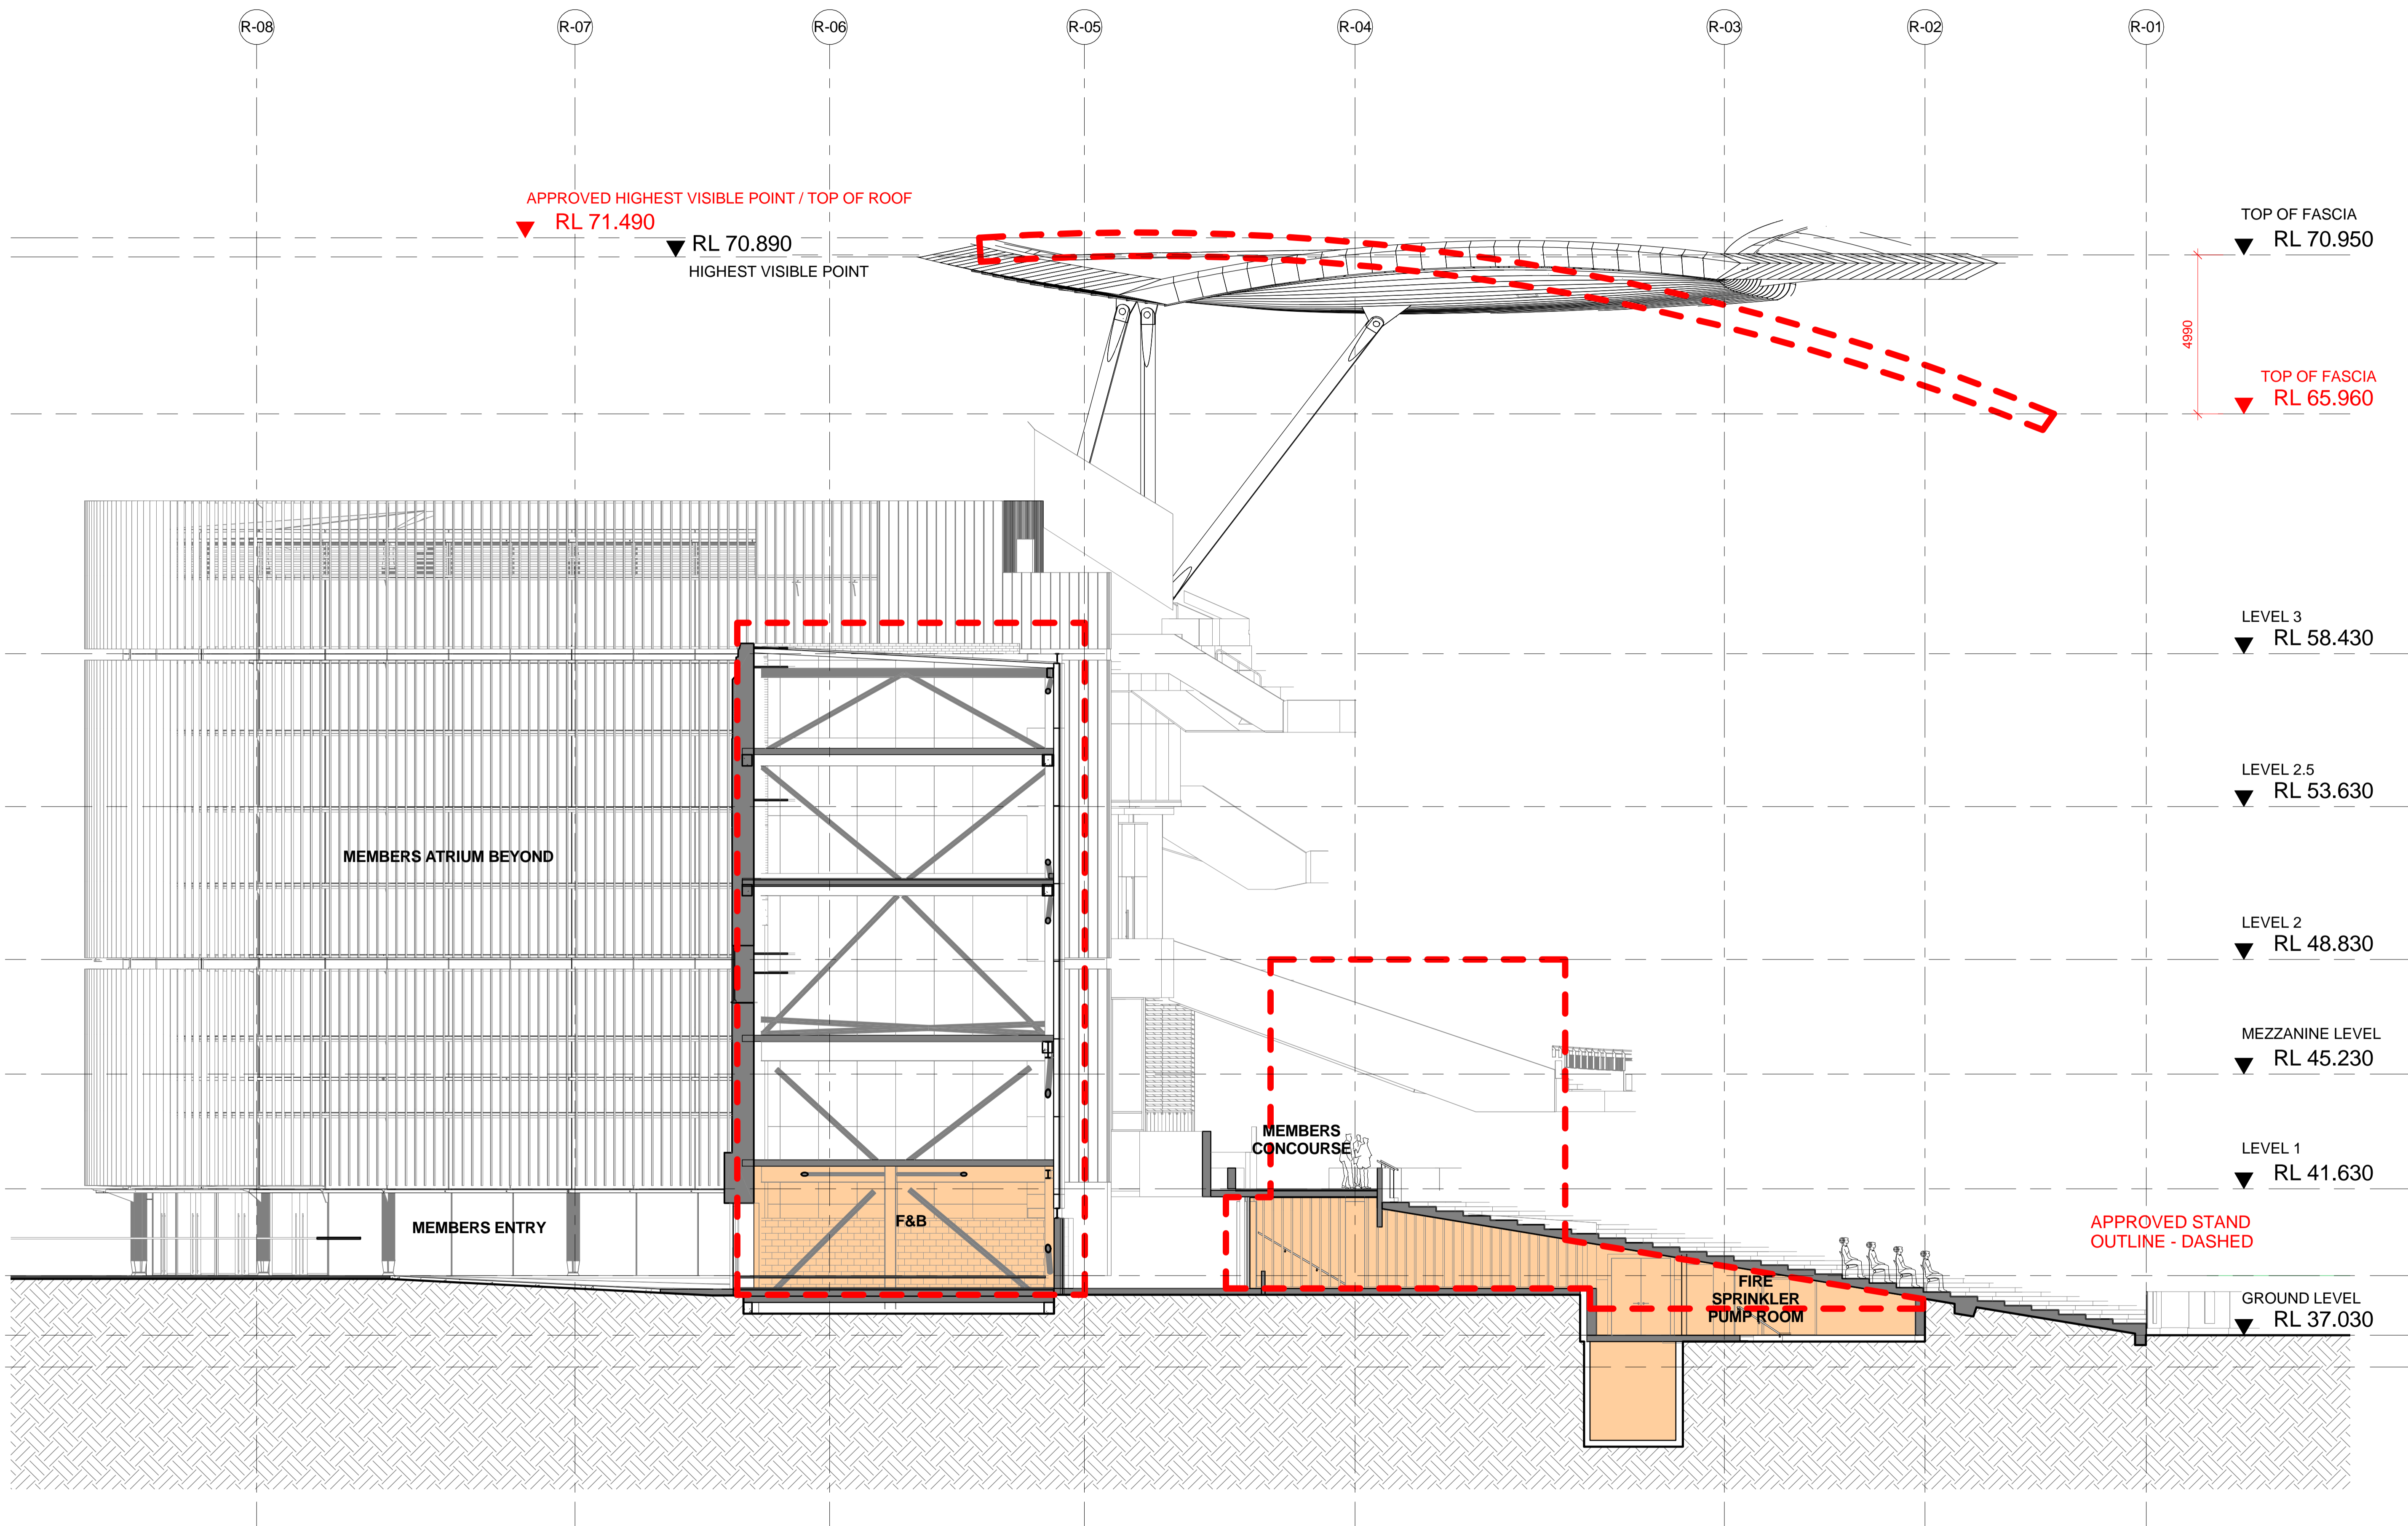 R-08
R-07
R-06
R-05
R-04
R-03
R-02
R-01
APPROVED HIGHEST VISIBLE POINT / TOP OF ROOF
RL 71.490
RL 70.890
HIGHEST VISIBLE POINT
TOP OF FASCIA
RL 70.950
4990
TOP OF FASCIA
RL 65.960
LEVEL 3
RL 58.430
LEVEL 2.5
RL 53.630
MEMBERS ATRIUM BEYOND
LEVEL 2
RL 48.830
MEZZANINE LEVEL
RL 45.230
MEMBERS
CONCOURSE
LEVEL 1
RL 41.630
MEMBERS ENTRY
F&B
APPROVED STAND
OUTLINE - DASHED
FIRE
SPRINKLER
PUMP ROOM
GROUND LEVEL
RL 37.030